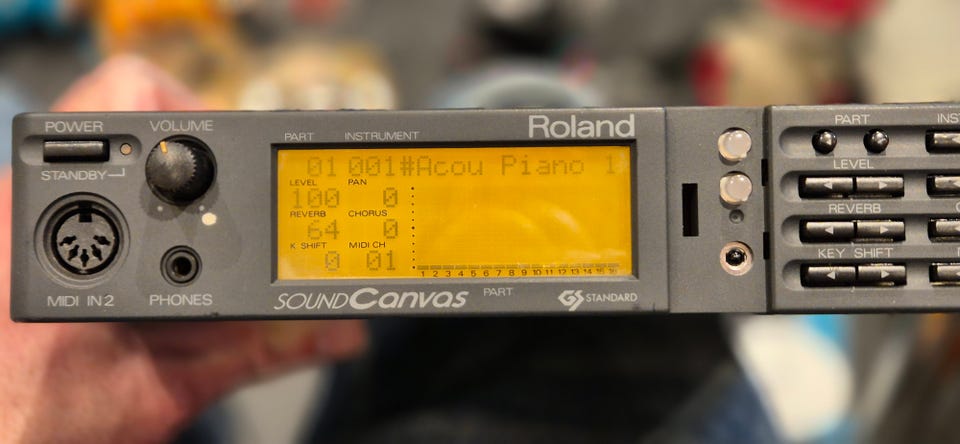 POWER
STANDBY
MIDI IN 2
VOLUME
PHONES
PART INSTRUMENT
Roland
01 001#Acou Piano 1
LEVEL PAN
100 0
REVERB CHORUS
64 0
K SHIFT MIDI CH
0 01
1 2 3 4 5 6 7 8 9 10 11 12 13 14 15 16
PART
SOUND Canvas
GS STANDARD
PART INST
LEVEL
REVERB
KEY SHIFT